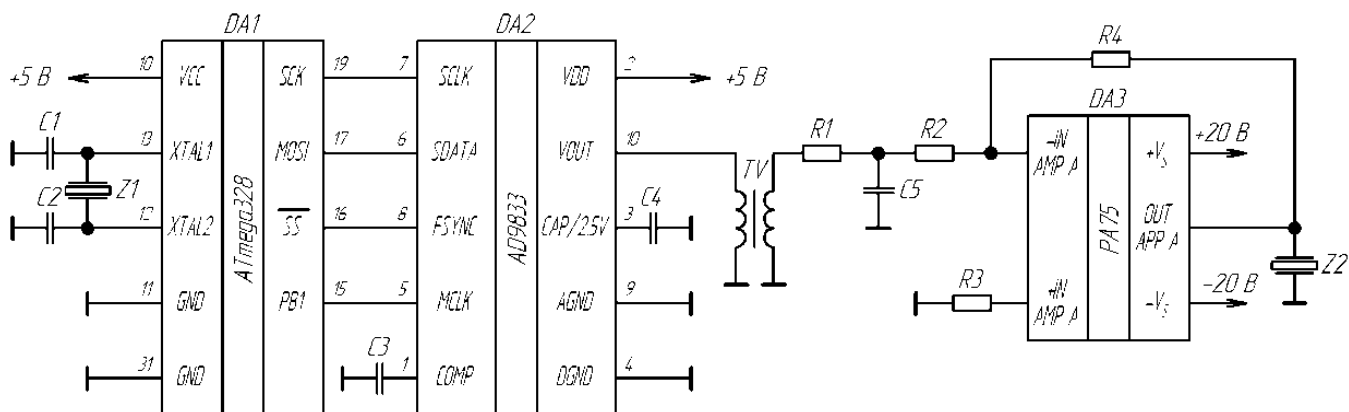 DA1
DA2
R4
DA3
+5 В
10
VCC
SCK
19
7
SCLK
VDD
2
+5 В
C1
13
XTAL1
MOSI
17
6
SDATA
VOUT
10
TV
R1
R2
C5
-IN
AMP A
+Vs
+20 В
Z1
C2
12
XTAL2
SS
16
8
FSYNC
CAP/2.5V
3
C4
OUT
APP A
Z2
ATmega328
AD9833
PA75
11
GND
PB1
15
5
MCLK
AGND
9
R3
+IN
AMP A
-Vs
-20 В
31
GND
C3
1
COMP
DGND
4